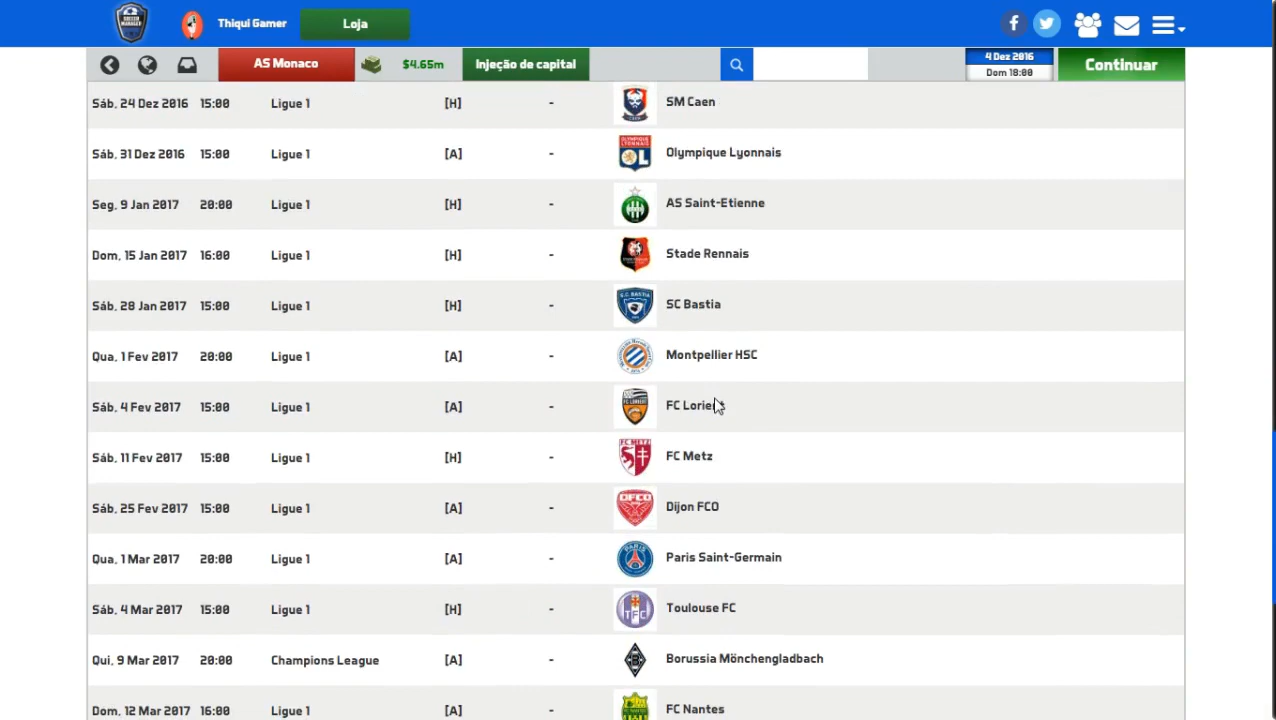 Thiqui Gamer Loja
AS Monaco $4.65m Injeção de capital 4 Dez 2016 Dom 18:00 Continuar
Sáb, 24 Dez 2016 15:00 Ligue 1 [H] - SM Caen
Sáb, 31 Dez 2016 15:00 Ligue 1 [A] - Olympique Lyonnais
Seg, 9 Jan 2017 20:00 Ligue 1 [H] - AS Saint-Etienne
Dom, 15 Jan 2017 16:00 Ligue 1 [H] - Stade Rennais
Sáb, 28 Jan 2017 15:00 Ligue 1 [H] - SC Bastia
Qua, 1 Fev 2017 20:00 Ligue 1 [A] - Montpellier HSC
Sáb, 4 Fev 2017 15:00 Ligue 1 [A] - FC Lorient
Sáb, 11 Fev 2017 15:00 Ligue 1 [H] - FC Metz
Sáb, 25 Fev 2017 15:00 Ligue 1 [A] - Dijon FCO
Qua, 1 Mar 2017 20:00 Ligue 1 [A] - Paris Saint-Germain
Sáb, 4 Mar 2017 15:00 Ligue 1 [H] - Toulouse FC
Qui, 9 Mar 2017 20:00 Champions League [A] - Borussia Mönchengladbach
Dom, 12 Mar 2017 16:00 Ligue 1 [A] - FC Nantes